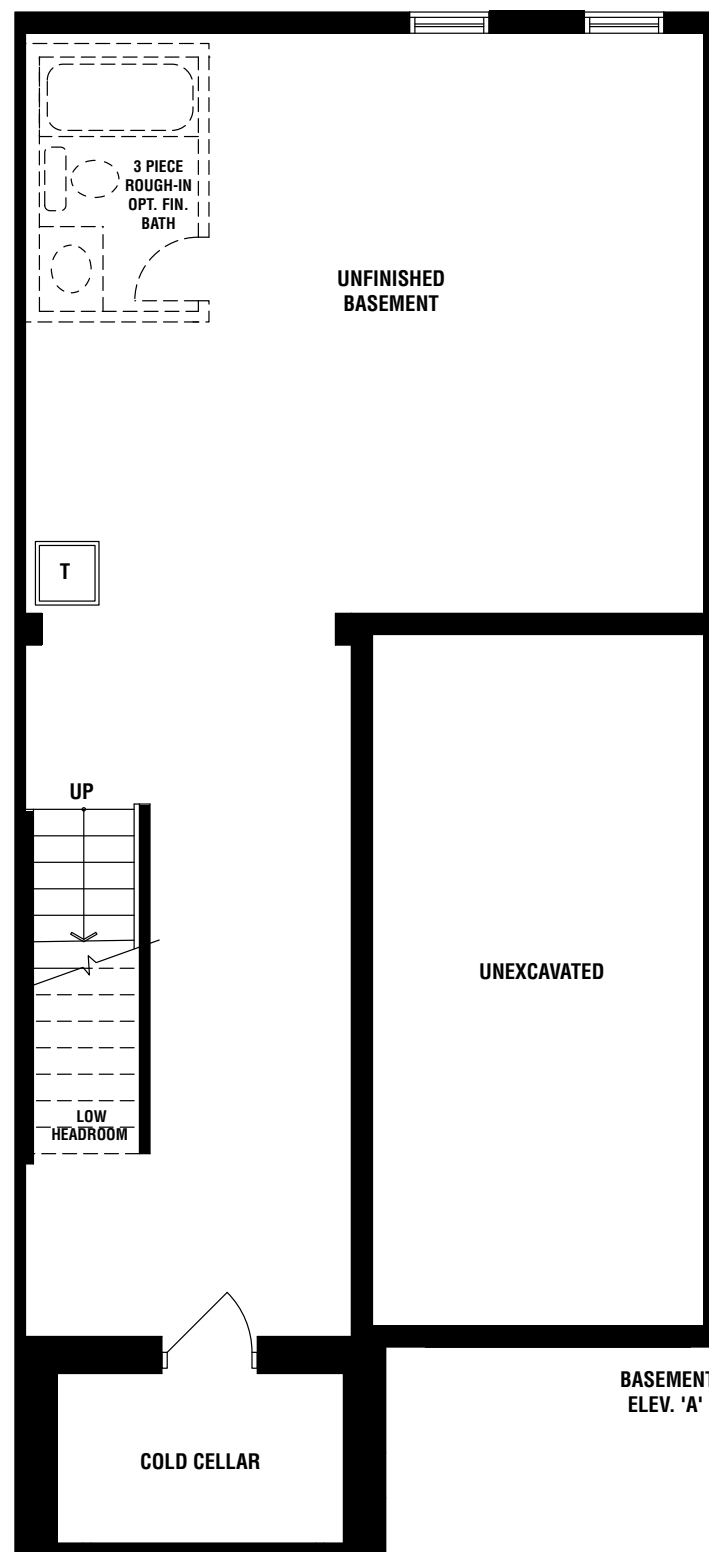 3 PIECE
ROUGH-IN
OPT. FIN.
BATH
UNFINISHED
BASEMENT
T
UP
UNEXCAVATED
LOW
HEADROOM
BASEMENT
ELEV. 'A'
COLD CELLAR